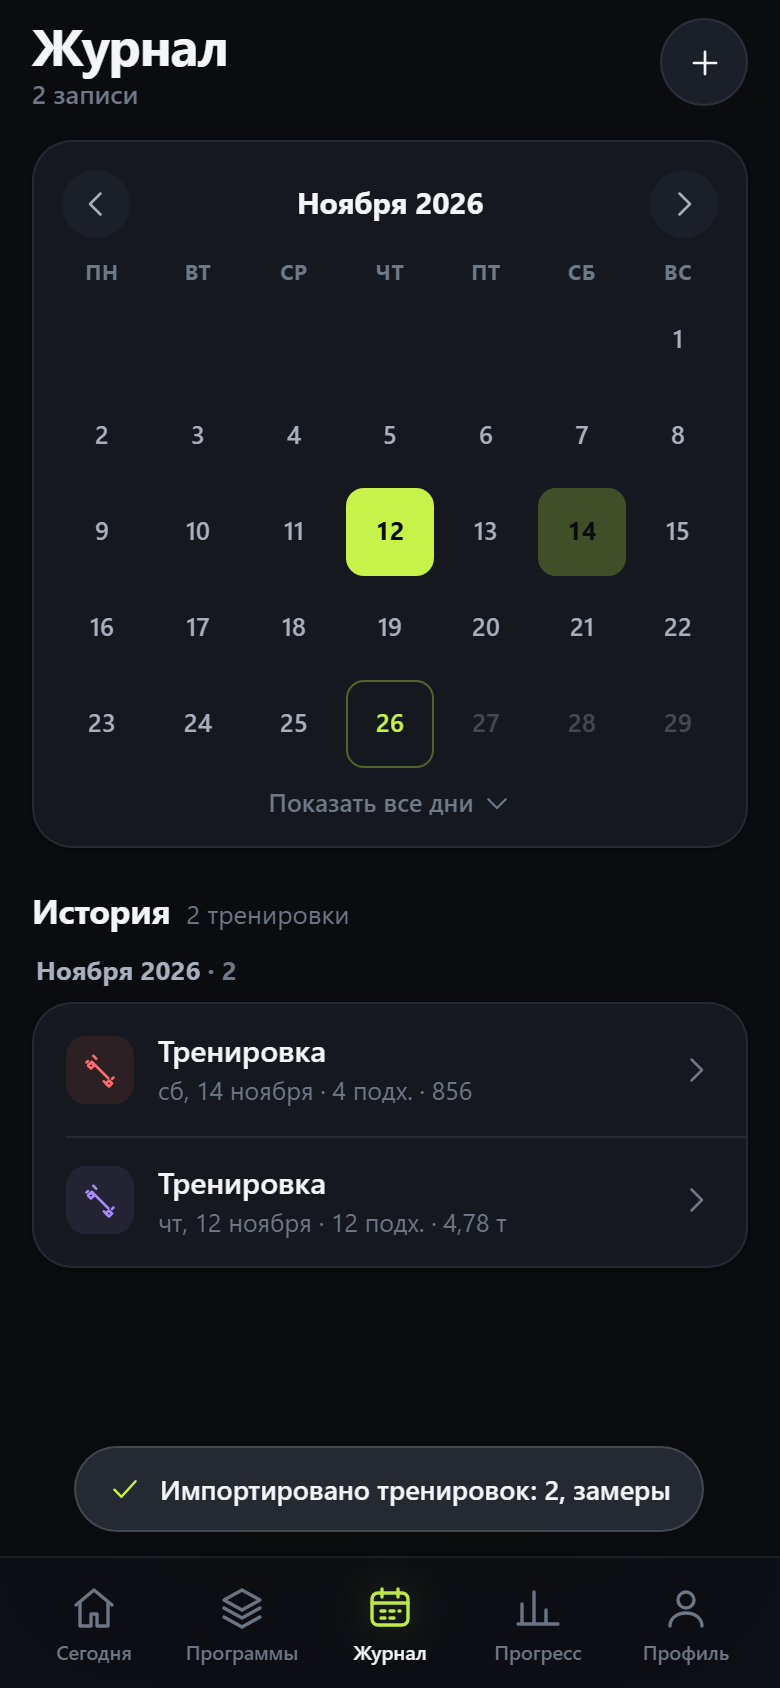 Журнал
2 записи
Ноября 2026
ПН ВТ СР ЧТ ПТ СБ ВС
1
2 3 4 5 6 7 8
9 10 11 12 13 14 15
16 17 18 19 20 21 22
23 24 25 26 27 28 29
Показать все дни
История 2 тренировки
Ноября 2026 · 2
Тренировка
сб, 14 ноября · 4 подх. · 856
Тренировка
чт, 12 ноября · 12 подх. · 4,78 т
Импортировано тренировок: 2, замеры
Сегодня Программы Журнал Прогресс Профиль